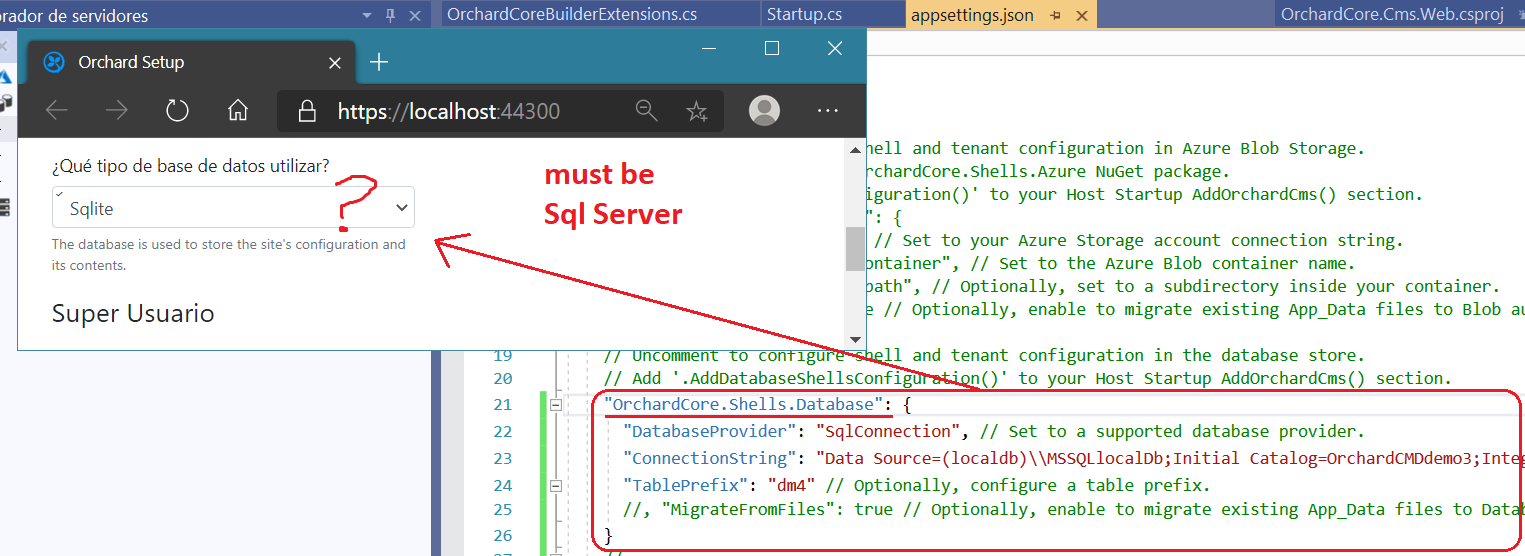 orador de servidores
OrchardCoreBuilderExtensions.cs
Startup.cs
appsettings.json
OrchardCore.Cms.Web.csproj
Orchard Setup
https://localhost:44300
¿Qué tipo de base de datos utilizar?
Sqlite
?
The database is used to store the site's configuration and
its contents.
Super Usuario
must be
Sql Server
hell and tenant configuration in Azure Blob Storage.
rchardCore.Shells.Azure NuGet package.
iguration()' to your Host Startup AddOrchardCms() section.
": {
// Set to your Azure Storage account connection string.
ontainer", // Set to the Azure Blob container name.
path", // Optionally, set to a subdirectory inside your container.
e // Optionally, enable to migrate existing App_Data files to Blob au
19 // Uncomment to configure shell and tenant configuration in the database store.
20 // Add '.AddDatabaseShellsConfiguration()' to your Host Startup AddOrchardCms() section.
21 "OrchardCore.Shells.Database": {
22 "DatabaseProvider": "SqlConnection", // Set to a supported database provider.
23 "ConnectionString": "Data Source=(localdb)\\MSSQLlocalDb;Initial Catalog=OrchardCMDdemo3;Integ
24 "TablePrefix": "dm4" // Optionally, configure a table prefix.
25 //, "MigrateFromFiles": true // Optionally, enable to migrate existing App_Data files to Datab
26 }
27 //